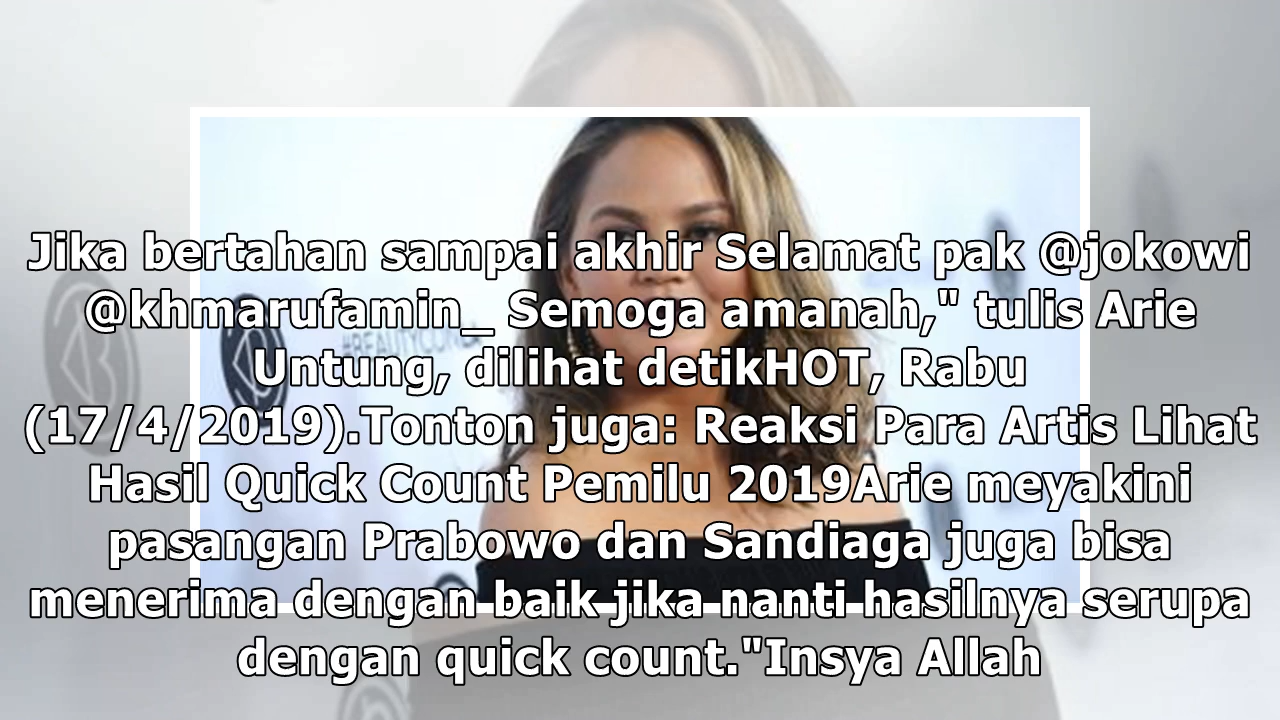 Jika bertahan sampai akhir Selamat pak @jokowi
@khmarufamin_ Semoga amanah," tulis Arie
Untung, dilihat detikHOT, Rabu
(17/4/2019).Tonton juga: Reaksi Para Artis Lihat
Hasil Quick Count Pemilu 2019Arie meyakini
pasangan Prabowo dan Sandiaga juga bisa
menerima dengan baik jika nanti hasilnya serupa
dengan quick count."Insya Allah